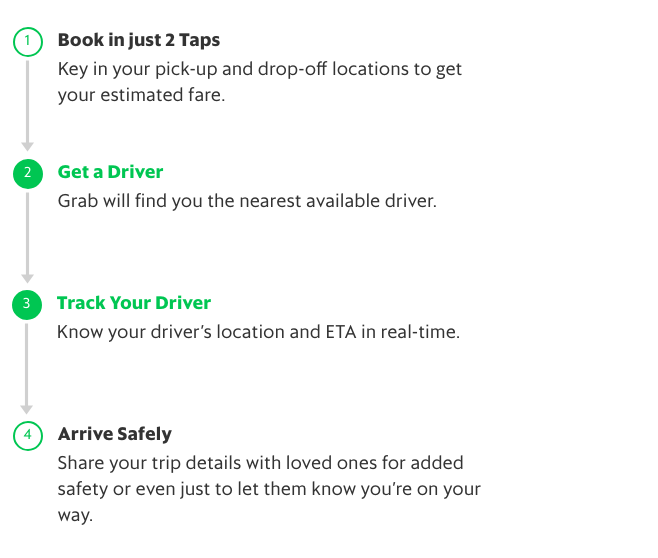 1
Book in just 2 Taps
Key in your pick-up and drop-off locations to get
your estimated fare.
2
Get a Driver
Grab will find you the nearest available driver.
3
Track Your Driver
Know your driver’s location and ETA in real-time.
4
Arrive Safely
Share your trip details with loved ones for added
safety or even just to let them know you’re on your
way.